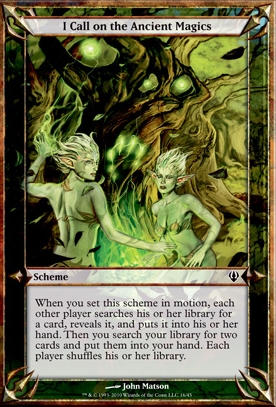 I Call on the Ancient Magics
Scheme
When you set this scheme in motion, each
other player searches his or her library for
a card, reveals it, and puts it into his or her
hand. Then you search your library for two
cards and put them into your hand. Each
player shuffles his or her library.
John Matson
™ & © 1993–2010 Wizards of the Coast LLC 16/45